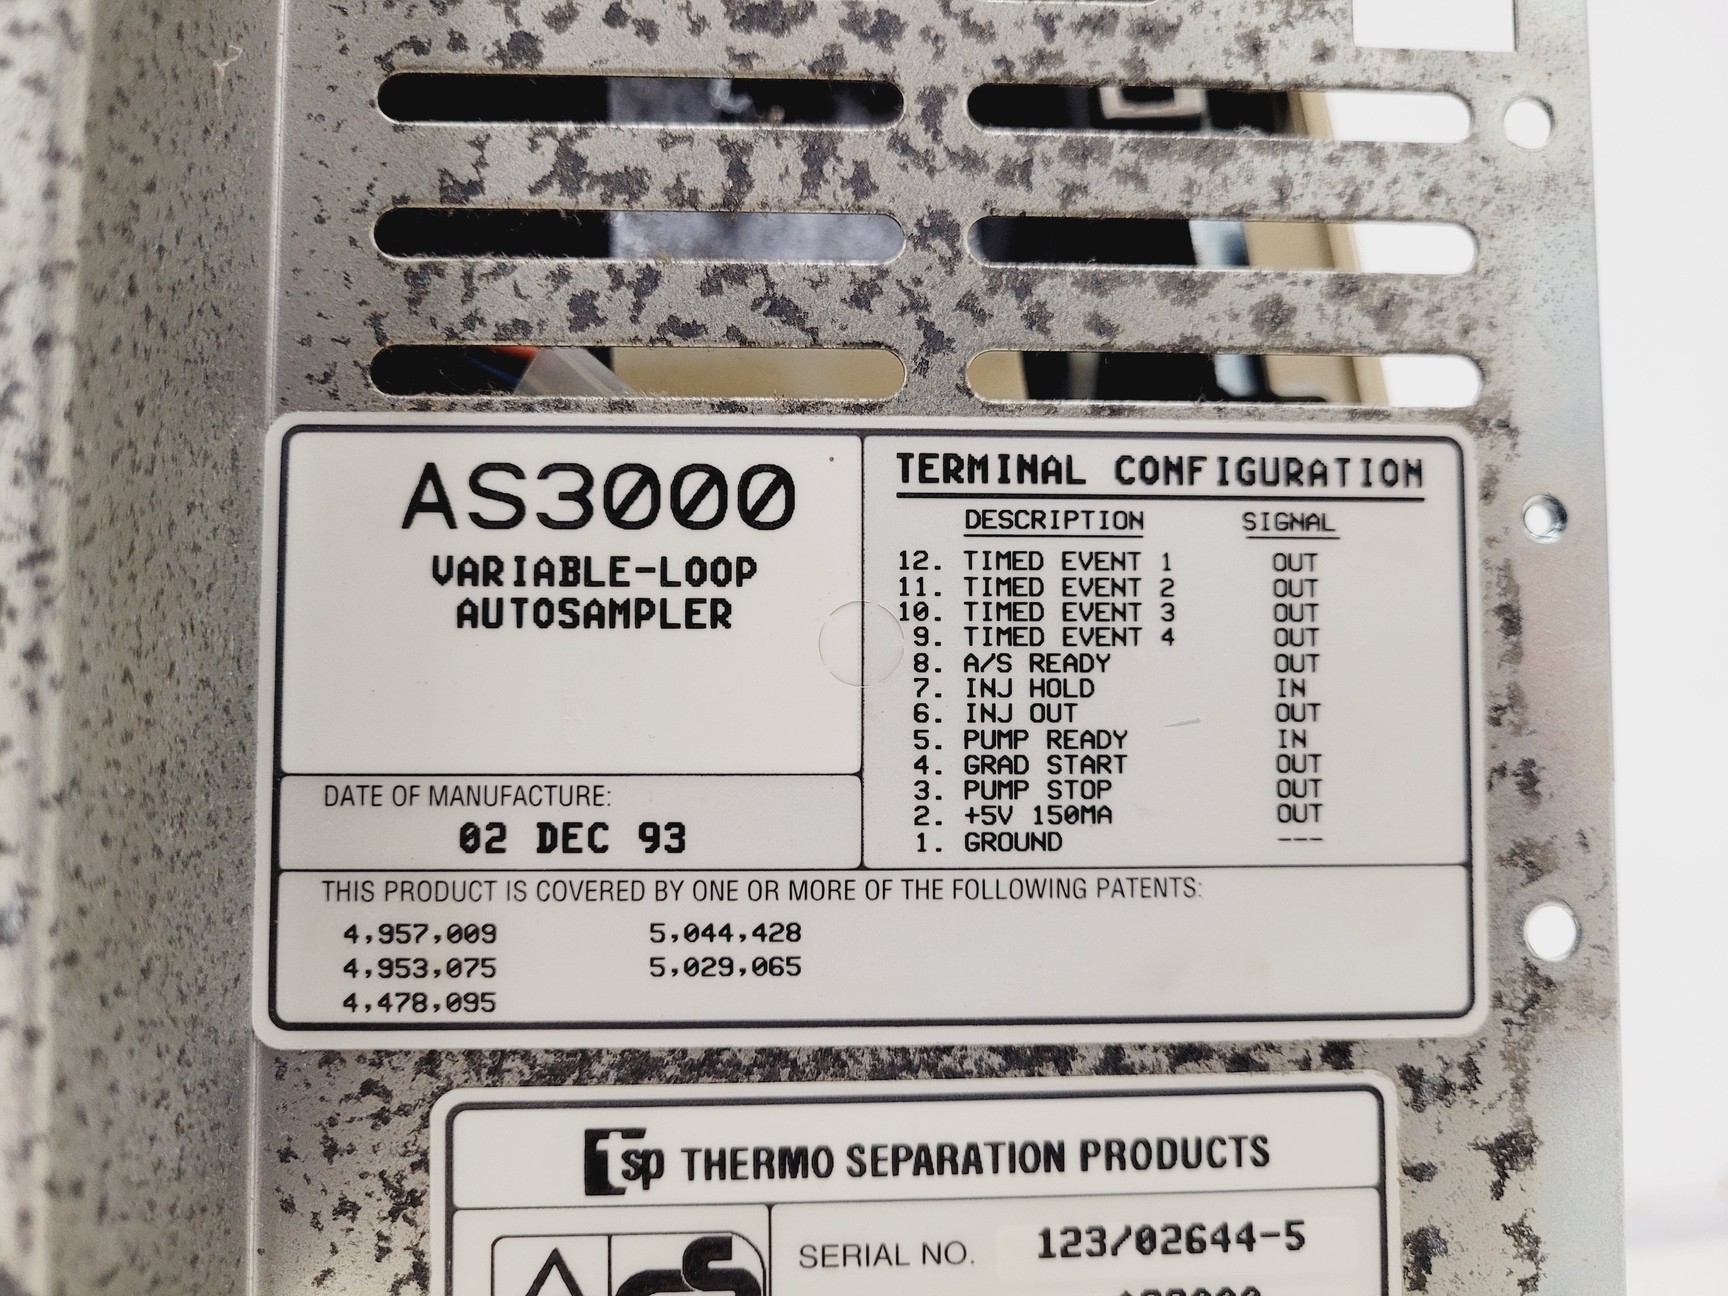 AS3000
VARIABLE-LOOP
AUTOSAMPLER
DATE OF MANUFACTURE:
02 DEC 93
TERMINAL CONFIGURATION
DESCRIPTION SIGNAL
12. TIMED EVENT 1 OUT
11. TIMED EVENT 2 OUT
10. TIMED EVENT 3 OUT
9. TIMED EVENT 4 OUT
8. A/S READY OUT
7. INJ HOLD IN
6. INJ OUT OUT
5. PUMP READY IN
4. GRAD START OUT
3. PUMP STOP OUT
2. +5V 150MA OUT
1. GROUND ---
THIS PRODUCT IS COVERED BY ONE OR MORE OF THE FOLLOWING PATENTS:
4,957,009 5,044,428
4,953,075 5,029,065
4,478,095
tsp THERMO SEPARATION PRODUCTS
SERIAL NO. 123/02644-5